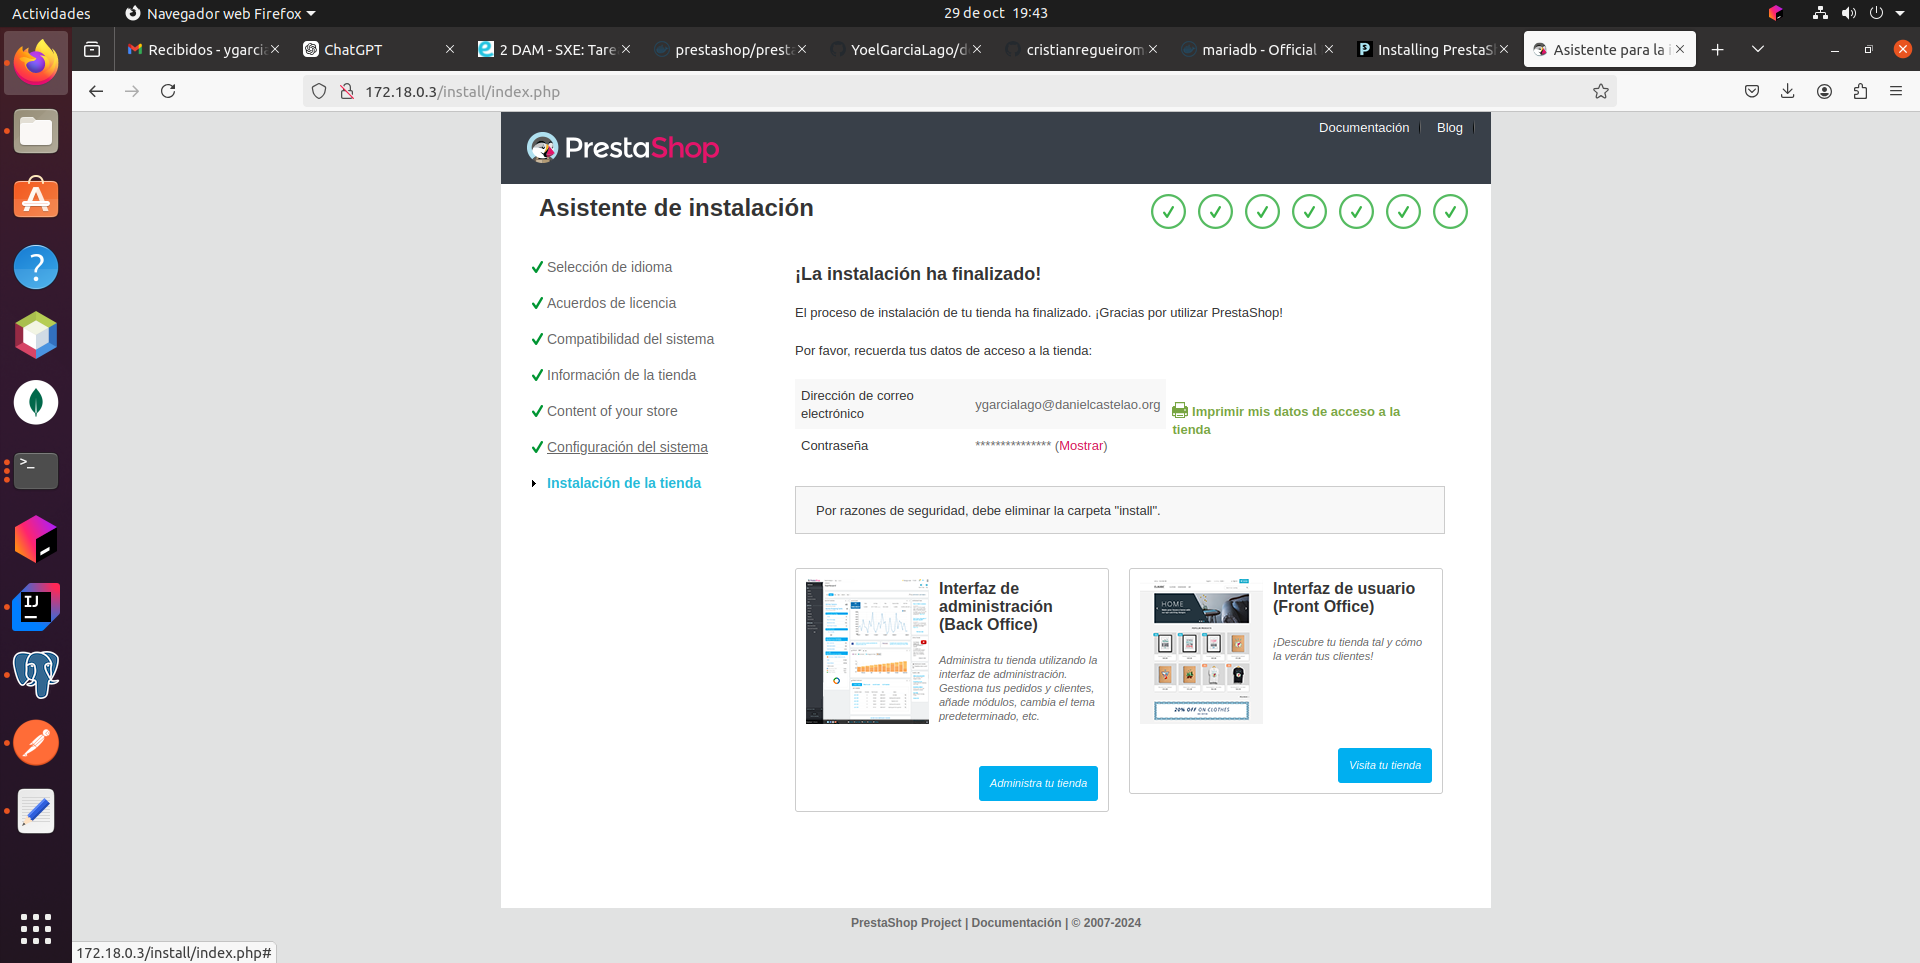 Actividades
Navegador web Firefox
29 de oct 19:43
Recibidos - ygarcia
ChatGPT
2 DAM - SXE: Tare
prestashop/prest
YoelGarciaLago/d
cristianregueirom
mariadb - Official
Installing PrestaS
Asistente para la i
172.18.0.3/install/index.php
PrestaShop
Documentación
Blog
Asistente de instalación
Selección de idioma
Acuerdos de licencia
Compatibilidad del sistema
Información de la tienda
Content of your store
Configuración del sistema
Instalación de la tienda
¡La instalación ha finalizado!
El proceso de instalación de tu tienda ha finalizado. ¡Gracias por utilizar PrestaShop!
Por favor, recuerda tus datos de acceso a la tienda:
Dirección de correo
electrónico
ygarcialago@danielcastelao.org
Contraseña
*************** (Mostrar)
Imprimir mis datos de acceso a la
tienda
Por razones de seguridad, debe eliminar la carpeta "install".
Interfaz de
administración
(Back Office)
Administra tu tienda utilizando la
interfaz de administración.
Gestiona tus pedidos y clientes,
añade módulos, cambia el tema
predeterminado, etc.
Administra tu tienda
HOME
20% OFF ON CLOTHES
Interfaz de usuario
(Front Office)
¡Descubre tu tienda tal y cómo
la verán tus clientes!
Visita tu tienda
PrestaShop Project | Documentación | © 2007-2024
172.18.0.3/install/index.php#